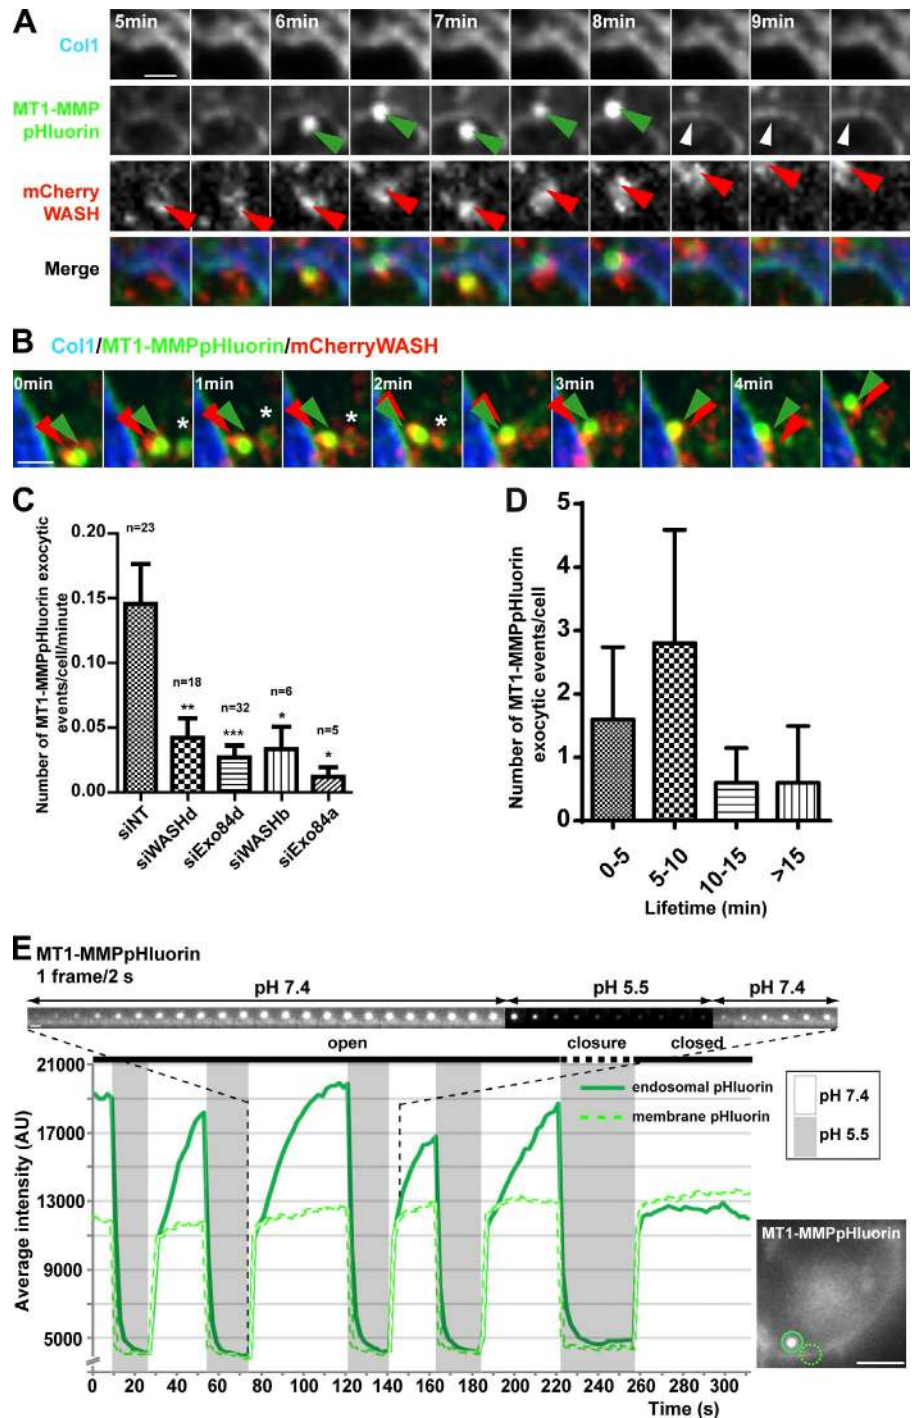 A
5min 6min 7min 8min 9min
Col1
MT1-MMP
pHluorin
mCherry
WASH
Merge
B Col1/MT1-MMPpHluorin/mCherryWASH
0min 1min 2min 3min 4min
* * * * *
C
Number of MT1-MMPpHluorin exocytic
events/cell/minute
0.20
0.15
0.10
0.05
0.00
n=23
n=18
**
n=32
***
n=6
*
n=5
*
siNT
siWASHd
siExo84d
siWASHb
siExo84a
D
Number of MT1-MMPpHluorin
exocytic events/cell
5
4
3
2
1
0
0-5
5-10
10-15
>15
Lifetime (min)
E MT1-MMPpHluorin
1 frame/2 s
pH 7.4 pH 5.5 pH 7.4
open closure closed
Average intensity (AU)
21000
17000
13000
9000
5000
endosomal pHluorin
membrane pHluorin
pH 7.4
pH 5.5
MT1-MMPpHluorin
0 20 40 60 80 100 120 140 160 180 200 220 240 260 280 300
Time (s)